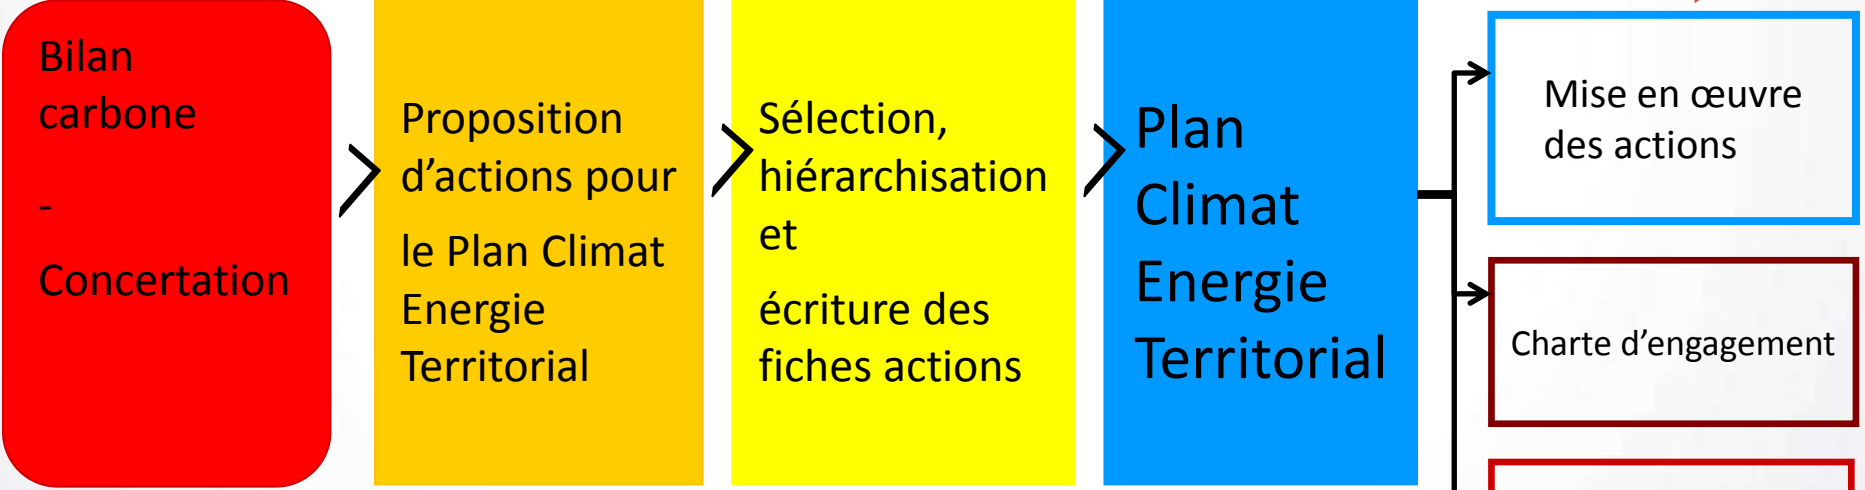 Bilan
carbone
-
Concertation
Proposition
d’actions pour
le Plan Climat
Energie
Territorial
Sélection,
hiérarchisation
et
écriture des
fiches actions
Plan
Climat
Energie
Territorial
Mise en œuvre
des actions
Charte d’engagement